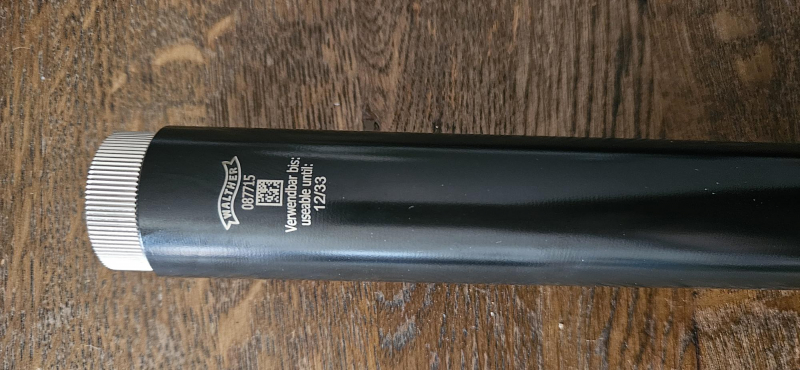 WALTHER
087715
Verwendbar bis:
useable until:
12/33